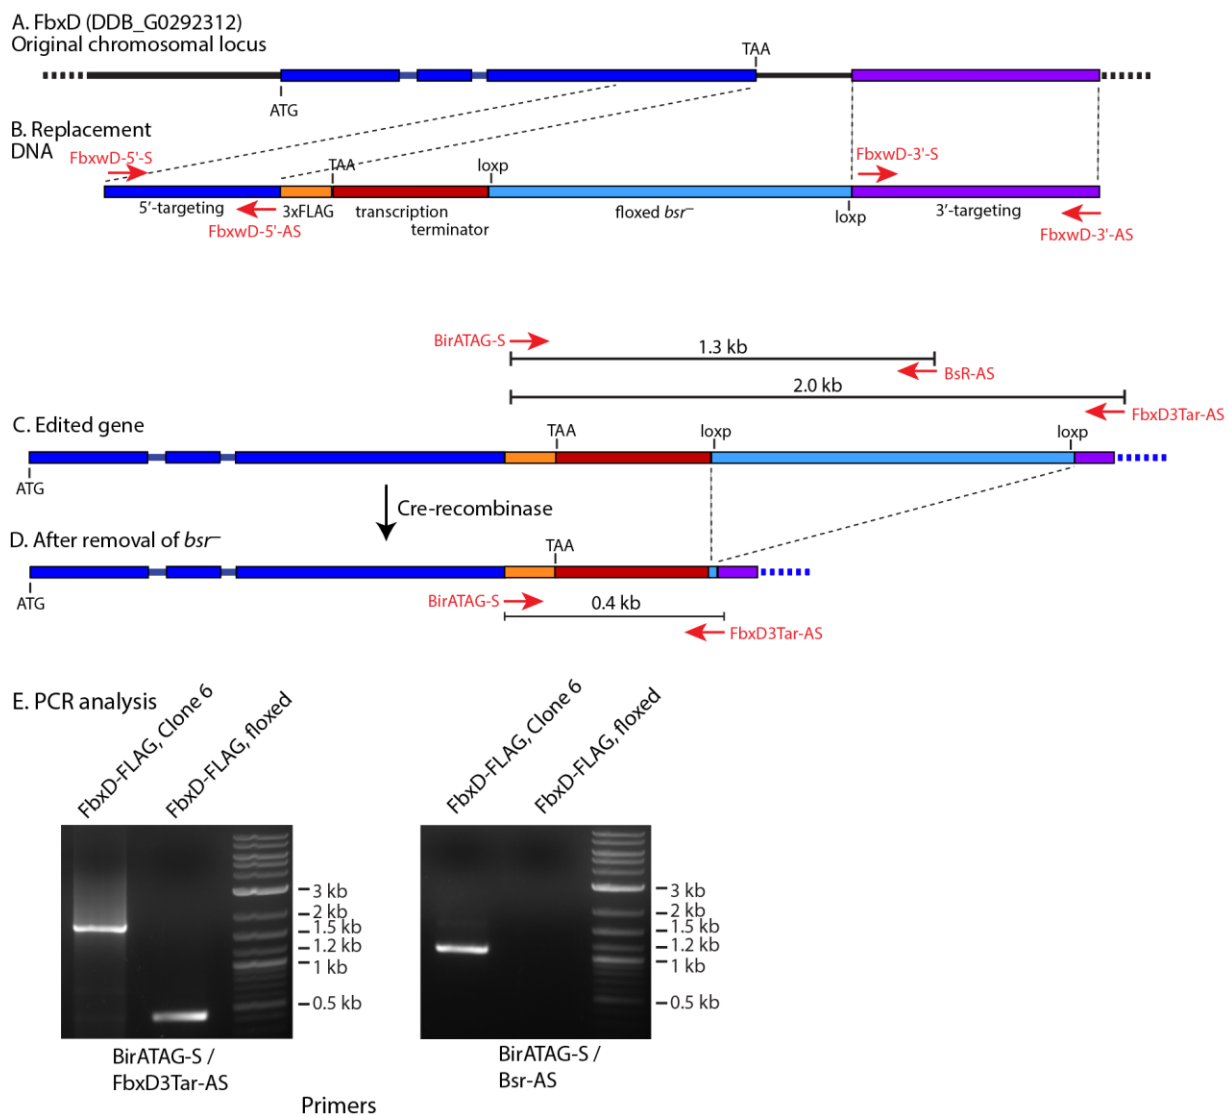 A. FbxD (DDB_G0292312)
Original chromosomal locus
TAA
ATG
B. Replacement
DNA
FbxwD-5'-S
TAA
loxp
FbxwD-3'-S
5'-targeting
3xFLAG
transcription
terminator
floxed bsr–
loxp
3'-targeting
FbxwD-5'-AS
FbxwD-3'-AS
BirATAG-S
1.3 kb
BsR-AS
2.0 kb
FbxD3Tar-AS
C. Edited gene
TAA
loxp
loxp
ATG
Cre-recombinase
D. After removal of bsr–
TAA
ATG
BirATAG-S
0.4 kb
FbxD3Tar-AS
E. PCR analysis
FbxD-FLAG, Clone 6
FbxD-FLAG, floxed
FbxD-FLAG, Clone 6
FbxD-FLAG, floxed
3 kb
2 kb
1.5 kb
1.2 kb
1 kb
0.5 kb
3 kb
2 kb
1.5 kb
1.2 kb
1 kb
0.5 kb
BirATAG-S /
FbxD3Tar-AS
BirATAG-S /
Bsr-AS
Primers